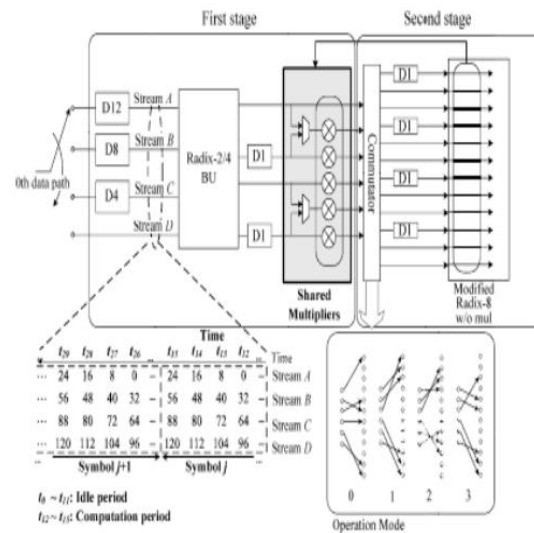 First stage
Second stage
D12
Stream A
D8
Stream B
Radix-2/4
BU
0th data path
D4
Stream C
Stream D
D1
D1
Shared
Multipliers
Commutator
D1
D1
D1
D1
Modified
Radix-8
w/o mul
Time
t29 t28 t27 t26 ... t15 t14 t13 t12 Time
... 24 16 8 0 ... 24 16 8 0 Stream A
... 56 48 40 32 ... 56 48 40 32 Stream B
... 88 80 72 64 ... 88 80 72 64 Stream C
... 120 112 104 96 ... 120 112 104 96 Stream D
Symbol j+1 Symbol j
t0 ~ t11: Idle period
t12 ~ t15: Computation period
0 1 2 3
Operation Mode